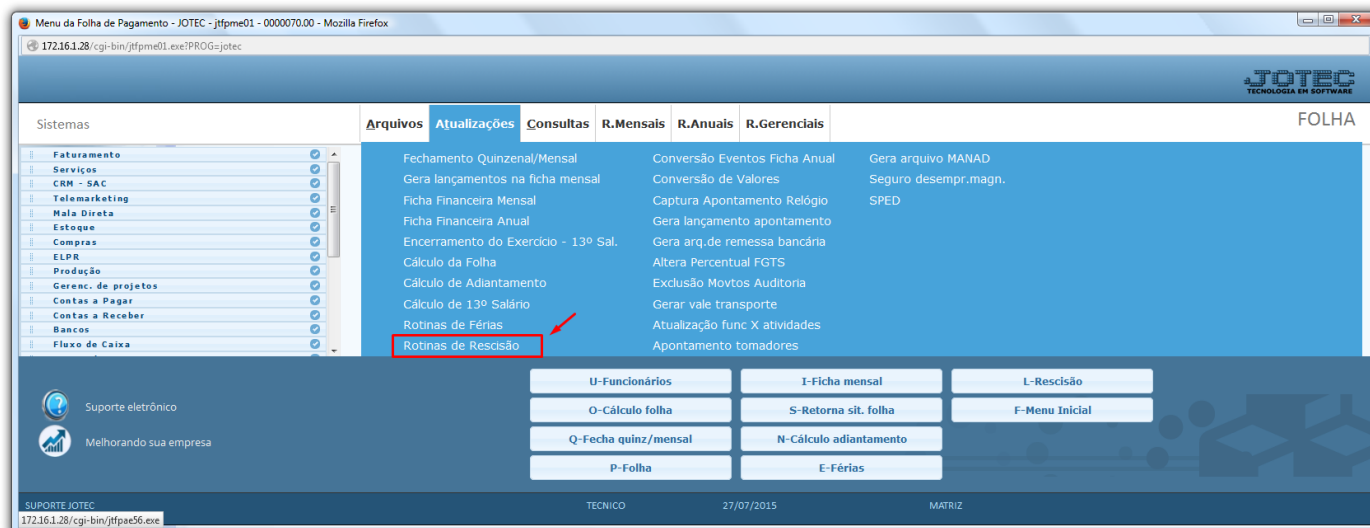 Menu da Folha de Pagamento - JOTEC - jtfpme01 - 0000070.00 - Mozilla Firefox
172.16.1.28/cgi-bin/jtfpme01.exe?PROG=jotec
JOTEC
TECNOLOGIA EM SOFTWARE
Sistemas
Arquivos Atualizações Consultas R.Mensais R.Anuais R.Gerenciais
FOLHA
Faturamento
Serviços
CRM - SAC
Telemarketing
Mala Direta
Estoque
Compras
ELPR
Produção
Gerenc. de projetos
Contas a Pagar
Contas a Receber
Bancos
Fluxo de Caixa
Fechamento Quinzenal/Mensal
Gera lançamentos na ficha mensal
Ficha Financeira Mensal
Ficha Financeira Anual
Encerramento do Exercício - 13º Sal.
Cálculo da Folha
Cálculo de Adiantamento
Cálculo de 13º Salário
Rotinas de Férias
Rotinas de Rescisão
Conversão Eventos Ficha Anual
Conversão de Valores
Captura Apontamento Relógio
Gera lançamento apontamento
Gera arq.de remessa bancária
Altera Percentual FGTS
Exclusão Movtos Auditoria
Gerar vale transporte
Atualização func X atividades
Apontamento tomadores
Gera arquivo MANAD
Seguro desempr.magn.
SPED
Suporte eletrônico
Melhorando sua empresa
U-Funcionários I-Ficha mensal L-Rescisão
O-Cálculo folha S-Retorna sit. folha F-Menu Inicial
Q-Fecha quinz/mensal N-Cálculo adiantamento
P-Folha E-Férias
SUPORTE JOTEC TECNICO 27/07/2015 MATRIZ
172.16.1.28/cgi-bin/jtfpae56.exe